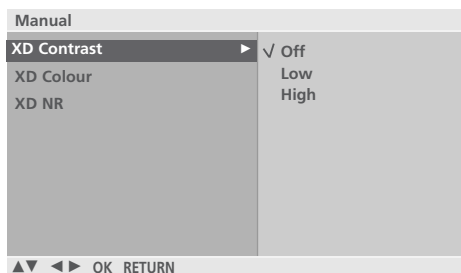 Manual
XD Contrast ► √ Off
XD Colour
Low
XD NR
High
▲▼ ◄► OK RETURN